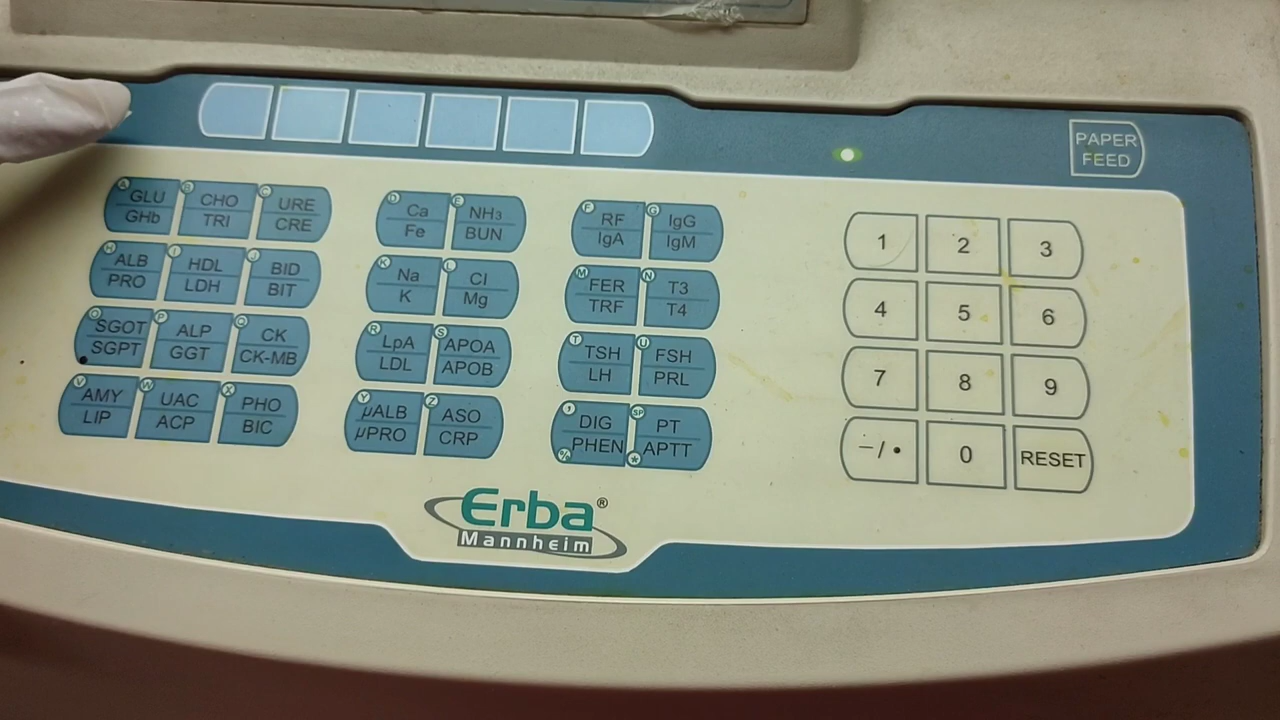 PAPER
FEED
A GLU
GHb
B CHO
TRI
C URE
CRE
D Ca
Fe
E NH₃
BUN
F RF
IgA
G IgG
IgM
1
2
3
H ALB
PRO
I HDL
LDH
J BID
BIT
K Na
K
L Cl
Mg
M FER
TRF
N T3
T4
4
5
6
O SGOT
SGPT
P ALP
GGT
Q CK
CK-MB
R LpA
LDL
S APOA
APOB
T TSH
LH
U FSH
PRL
7
8
9
V AMY
LIP
W UAC
ACP
X PHO
BIC
Y µALB
µPRO
Z ASO
CRP
, DIG
% PHEN
SP PT
* APTT
– / •
0
RESET
Erba®
Mannheim